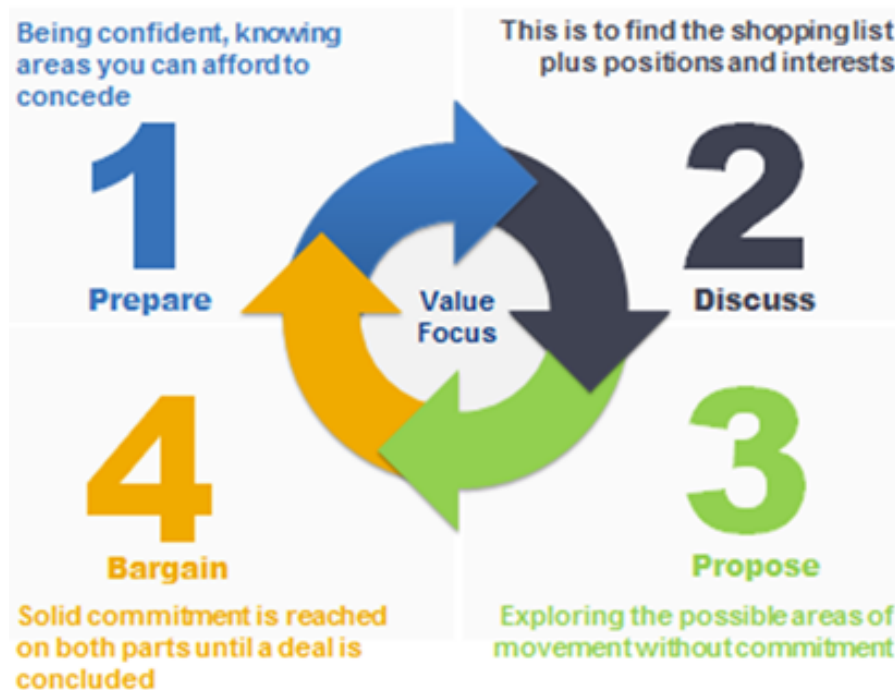 Being confident, knowing
areas you can afford to
concede
1
Prepare
This is to find the shopping list
plus positions and interests
2
Discuss
Value
Focus
3
Propose
Exploring the possible areas of
movement without commitment
4
Bargain
Solid commitment is reached
on both parts until a deal is
concluded